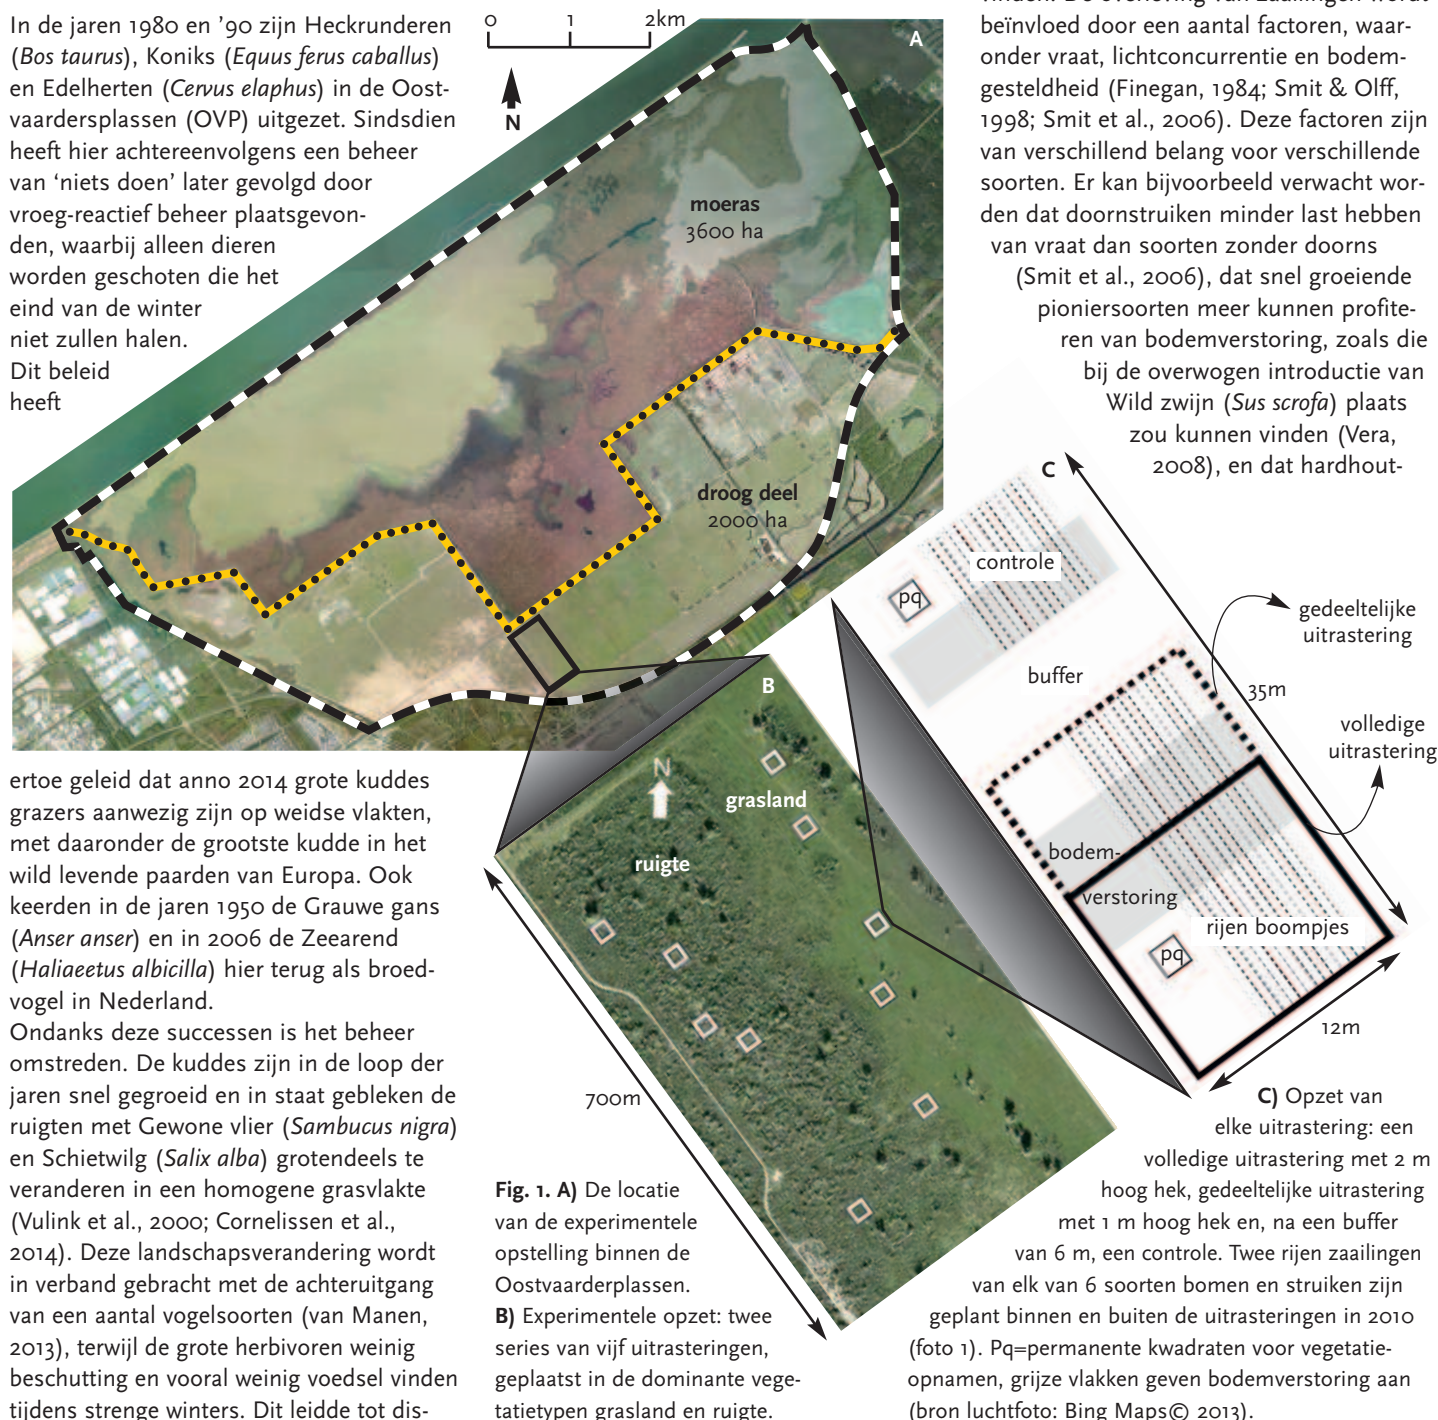 In de jaren 1980 en '90 zijn Heckrunderen
(Bos taurus), Koniks (Equus ferus caballus)
en Edelherten (Cervus elaphus) in de Oost-
vaardersplassen (OVP) uitgezet. Sindsdien
heeft hier achtereenvolgens een beheer
van 'niets doen' later gevolgd door
vroeg-reactief beheer plaatsgevon-
den, waarbij alleen dieren
worden geschoten die het
eind van de winter
niet zullen halen.
Dit beleid
heeft
ertoe geleid dat anno 2014 grote kuddes
grazers aanwezig zijn op weidse vlakten,
met daaronder de grootste kudde in het
wild levende paarden van Europa. Ook
keerden in de jaren 1950 de Grauwe gans
(Anser anser) en in 2006 de Zeearend
(Haliaeetus albicilla) hier terug als broed-
vogel in Nederland.
Ondanks deze successen is het beheer
omstreden. De kuddes zijn in de loop der
jaren snel gegroeid en in staat gebleken de
ruigten met Gewone vlier (Sambucus nigra)
en Schietwilg (Salix alba) grotendeels te
veranderen in een homogene grasvlakte
(Vulink et al., 2000; Cornelissen et al.,
2014). Deze landschapsverandering wordt
in verband gebracht met de achteruitgang
van een aantal vogelsoorten (van Manen,
2013), terwijl de grote herbivoren weinig
beschutting en vooral weinig voedsel vinden
tijdens strenge winters. Dit leidde tot dis-
0 1 2km
N
A
moeras
3600 ha
droog deel
2000 ha
B
N
grasland
ruigte
700m
Fig. 1. A) De locatie
van de experimentele
opstelling binnen de
Oostvaarderplassen.
B) Experimentele opzet: twee
series van vijf uitrasteringen,
geplaatst in de dominante vege-
tatietypen grasland en ruigte.
vinden. De overleving van zaailingen wordt
beïnvloed door een aantal factoren, waar-
onder vraat, lichtconcurrentie en bodem-
gesteldheid (Finegan, 1984; Smit & Olff,
1998; Smit et al., 2006). Deze factoren zijn
van verschillend belang voor verschillende
soorten. Er kan bijvoorbeeld verwacht wor-
den dat doornstruiken minder last hebben
van vraat dan soorten zonder doorns
(Smit et al., 2006), dat snel groeiende
pioniersoorten meer kunnen profite-
ren van bodemverstoring, zoals die
bij de overwogen introductie van
Wild zwijn (Sus scrofa) plaats
zou kunnen vinden (Vera,
2008), en dat hardhout-
C
controle
pq
gedeeltelijke
uitrastering
buffer
35m
volledige
uitrastering
bodem-
verstoring
rijen boompjes
pq
12m
C) Opzet van
elke uitrastering: een
volledige uitrastering met 2 m
hoog hek, gedeeltelijke uitrastering
met 1 m hoog hek en, na een buffer
van 6 m, een controle. Twee rijen zaailingen
van elk van 6 soorten bomen en struiken zijn
geplant binnen en buiten de uitrasteringen in 2010
(foto 1). Pq=permanente kwadraten voor vegetatie-
opnamen, grijze vlakken geven bodemverstoring aan
(bron luchtfoto: Bing Maps© 2013).